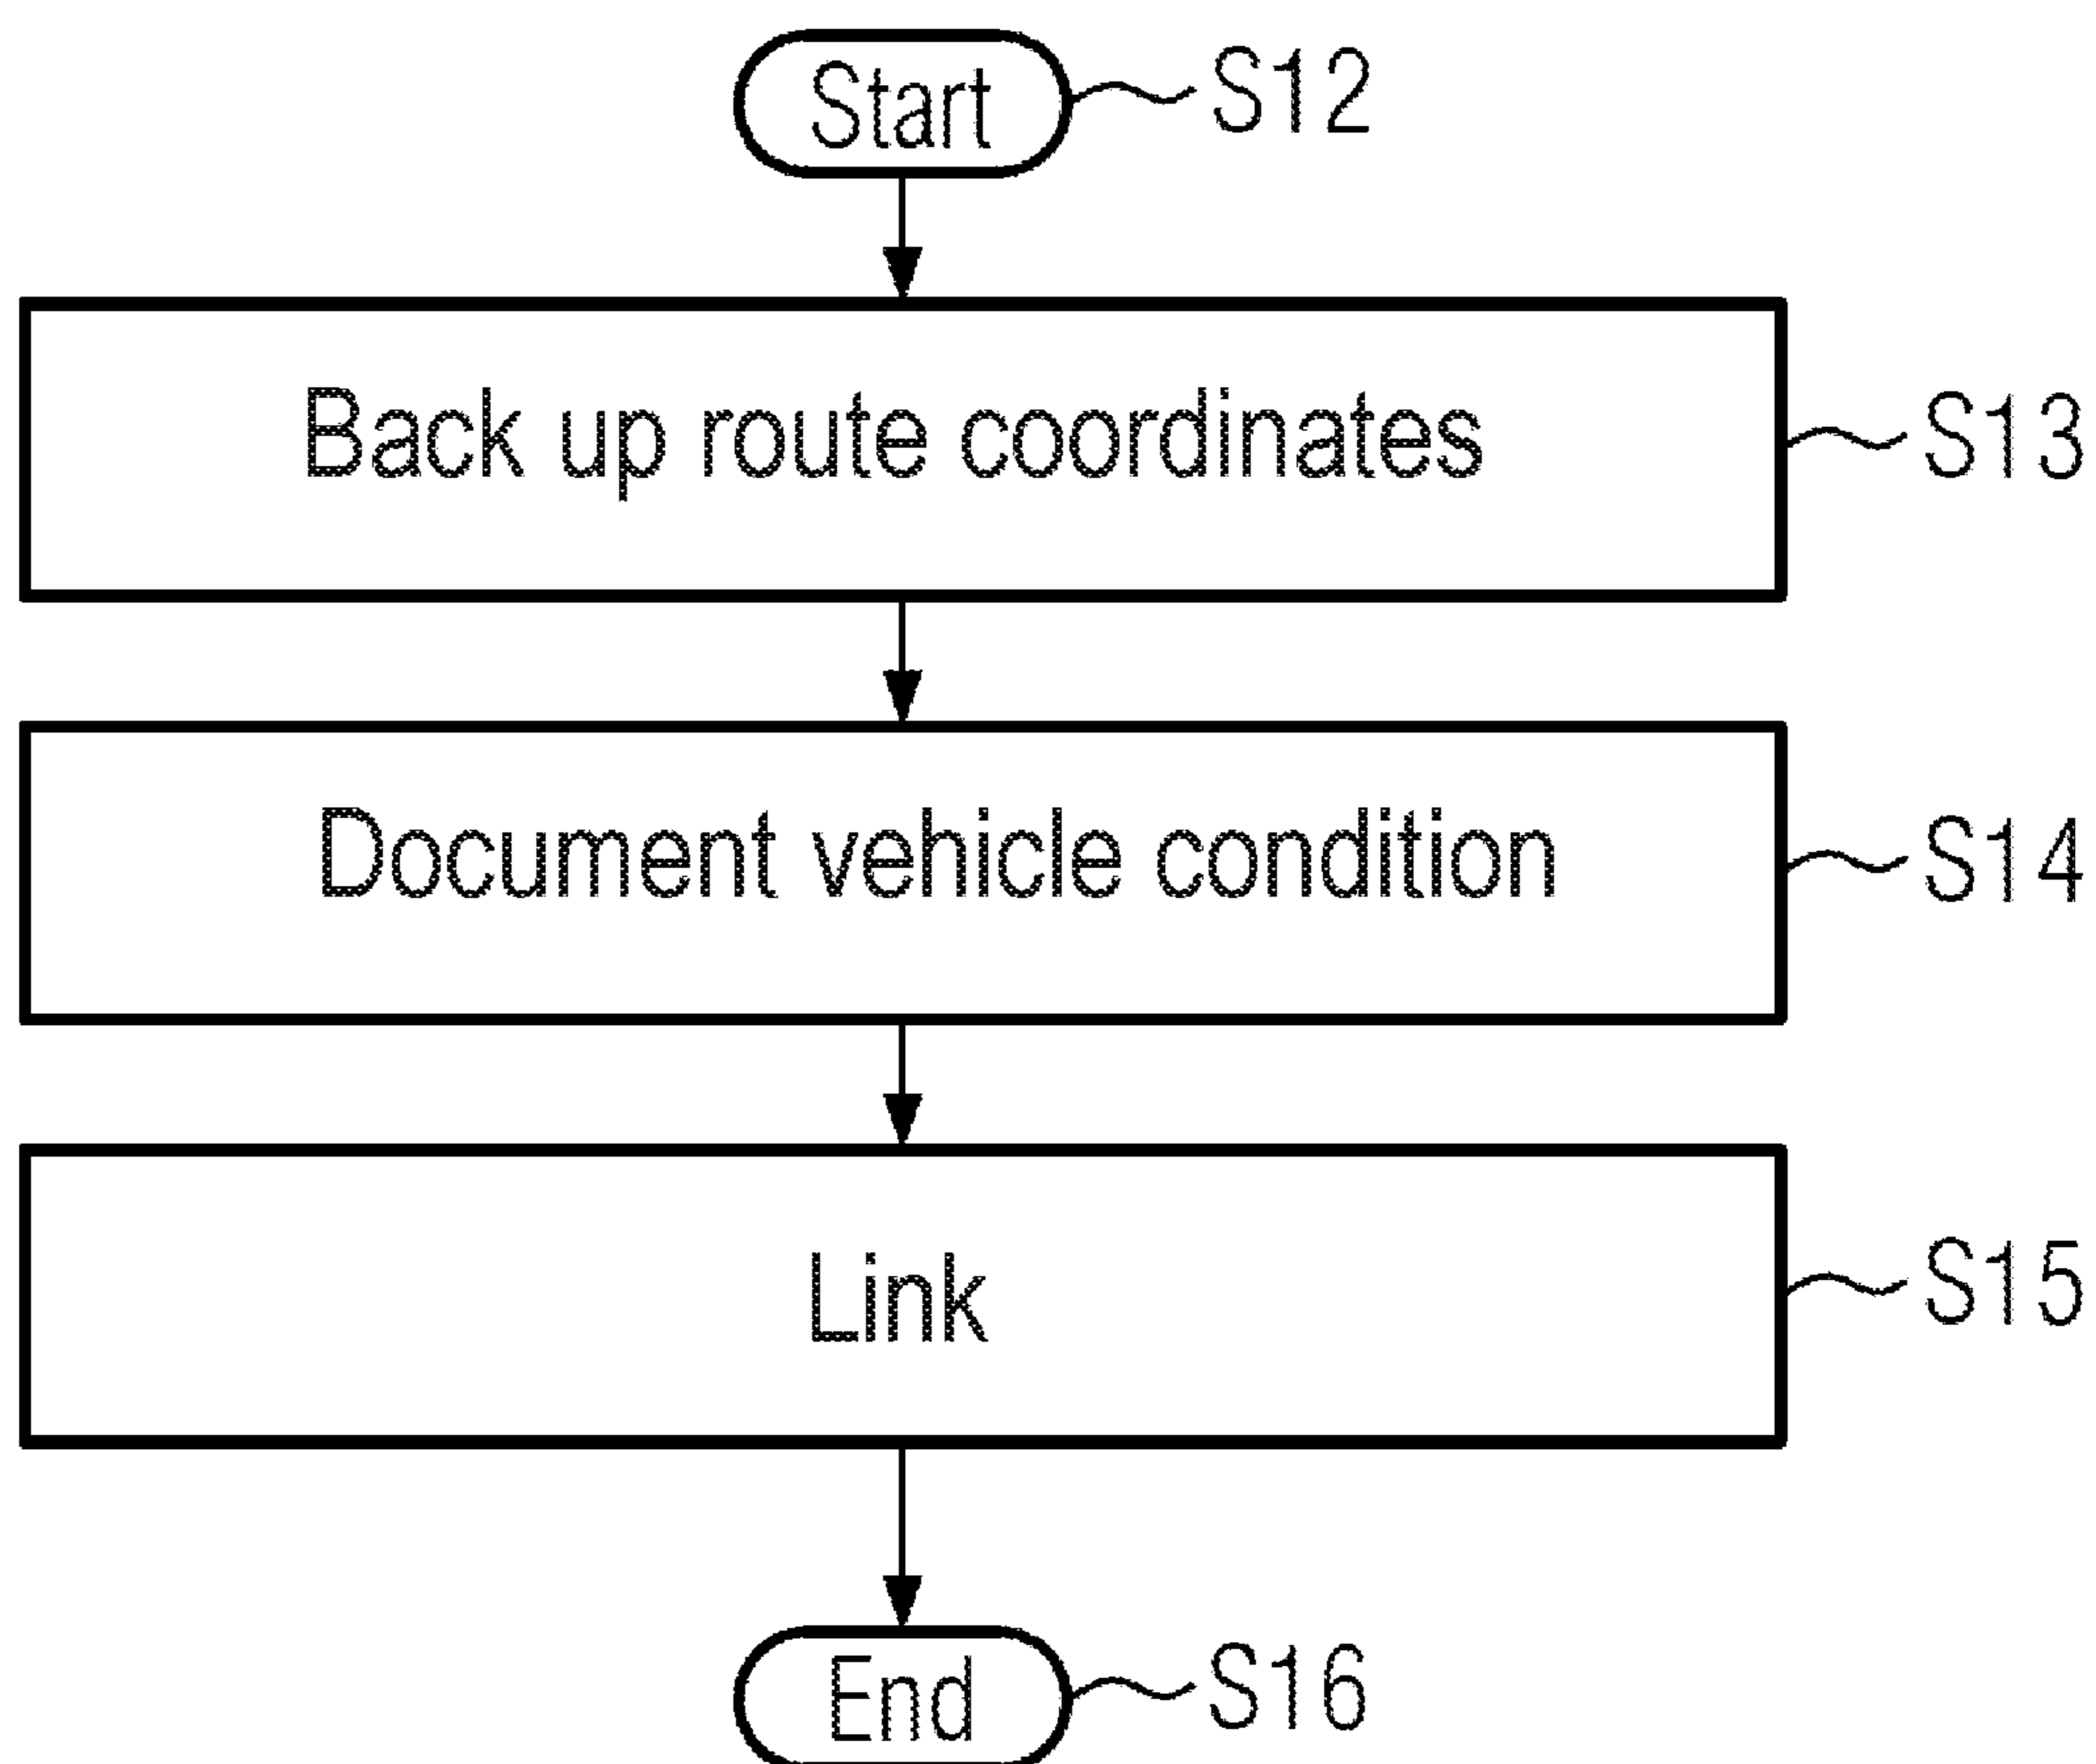 Start S12
Back up route coordinates S13
Document vehicle condition S14
Link S15
End S16